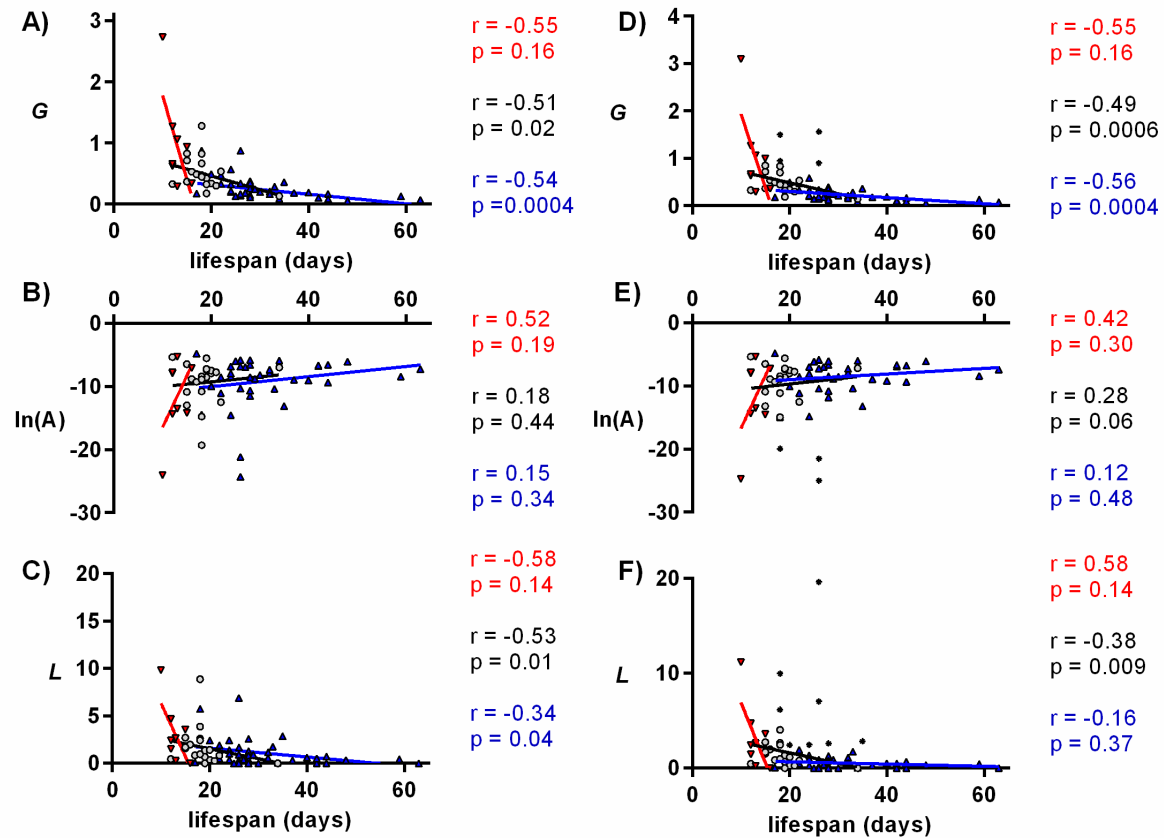 A)
3
2
1
0
G
0 20 40 60
lifespan (days)
r = -0.55
p = 0.16
r = -0.51
p = 0.02
r = -0.54
p =0.0004
D)
4
3
2
1
0
G
0 20 40 60
lifespan (days)
r = -0.55
p = 0.16
r = -0.49
p = 0.0006
r = -0.56
p = 0.0004
B)
0 20 40 60
0
-10
-20
-30
ln(A)
r = 0.52
p = 0.19
r = 0.18
p = 0.44
r = 0.15
p = 0.34
E)
0 20 40 60
0
-10
-20
-30
ln(A)
r = 0.42
p = 0.30
r = 0.28
p = 0.06
r = 0.12
p = 0.48
C)
20
15
10
5
0
L
0 20 40 60
lifespan (days)
r = -0.58
p = 0.14
r = -0.53
p = 0.01
r = -0.34
p = 0.04
F)
20
10
0
L
0 20 40 60
lifespan (days)
r = 0.58
p = 0.14
r = -0.38
p = 0.009
r = -0.16
p = 0.37